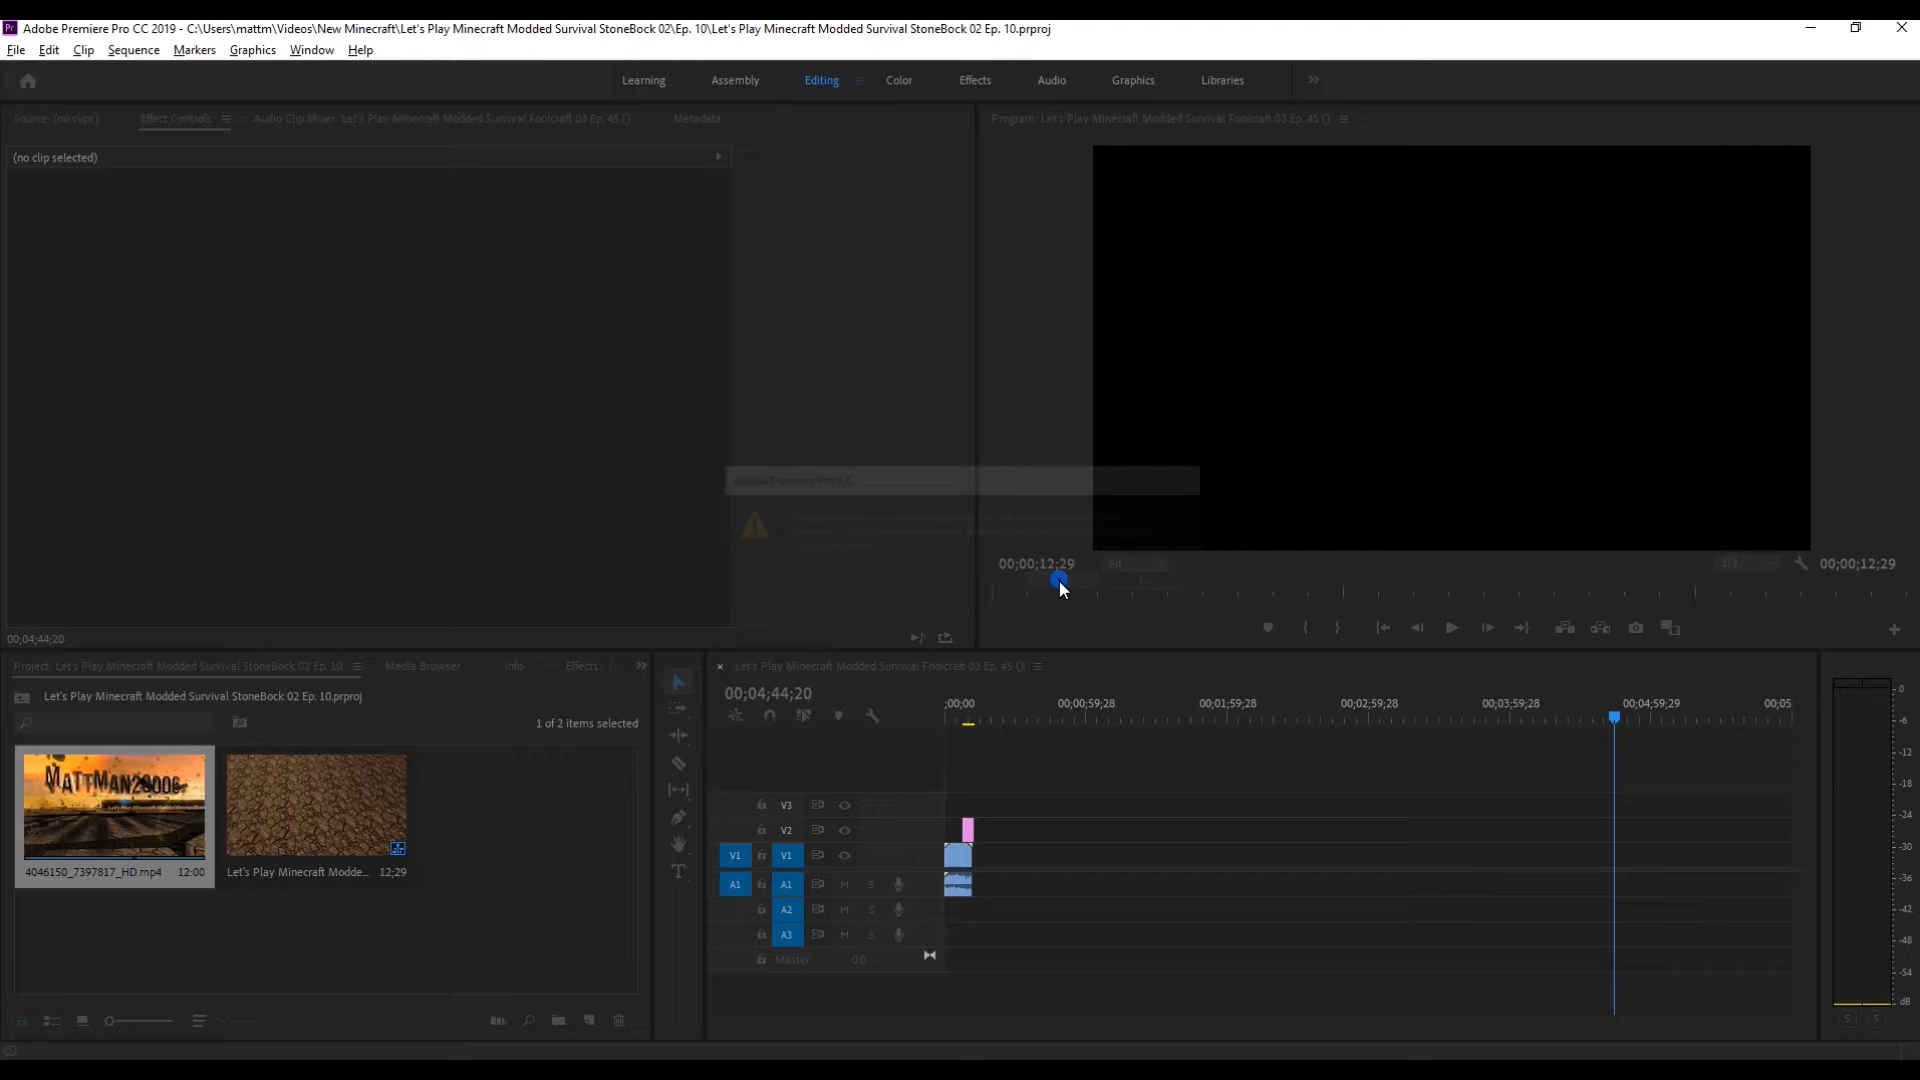 Adobe Premiere Pro CC 2019 - C:\Users\mattm\Videos\New Minecraft\Let's Play Minecraft Modded Survival StoneBock 02\Ep. 10\Let's Play Minecraft Modded Survival StoneBock 02 Ep. 10.prproj
File Edit Clip Sequence Markers Graphics Window Help
Learning Assembly Editing Color Effects Audio Graphics Libraries
Source: (no clips) Effect Controls Audio Clip Mixer: Let's Play Minecraft Modded Survival Foolcraft 03 Ep. 45 () Metadata
Program: Let's Play Minecraft Modded Survival Foolcraft 03 Ep. 45 ()
(no clip selected)
Premiere Pro CC
00;00;12;29 Fit 1/2 00;00;12;29
00;04;44;20
Project: Let's Play Minecraft Modded Survival StoneBock 02 Ep. 10 Media Browser Info Effects
Let's Play Minecraft Modded Survival StoneBock 02 Ep. 10.prproj
1 of 2 items selected
MATTMAN20006
4046150_7397817_HD.mp4 12:00
Let's Play Minecraft Modde... 12;29
Let's Play Minecraft Modded Survival Foolcraft 03 Ep. 45 ()
00;04;44;20
;00;00 00;00;59;28 00;01;59;28 00;02;59;28 00;03;59;28 00;04;59;29 00;05
V3
V2
V1 V1
A1 A1 M S
A2 M S
A3 M S
Master 0.0
0
-6
-12
-18
-24
-30
-36
-42
-48
-54
dB
S S